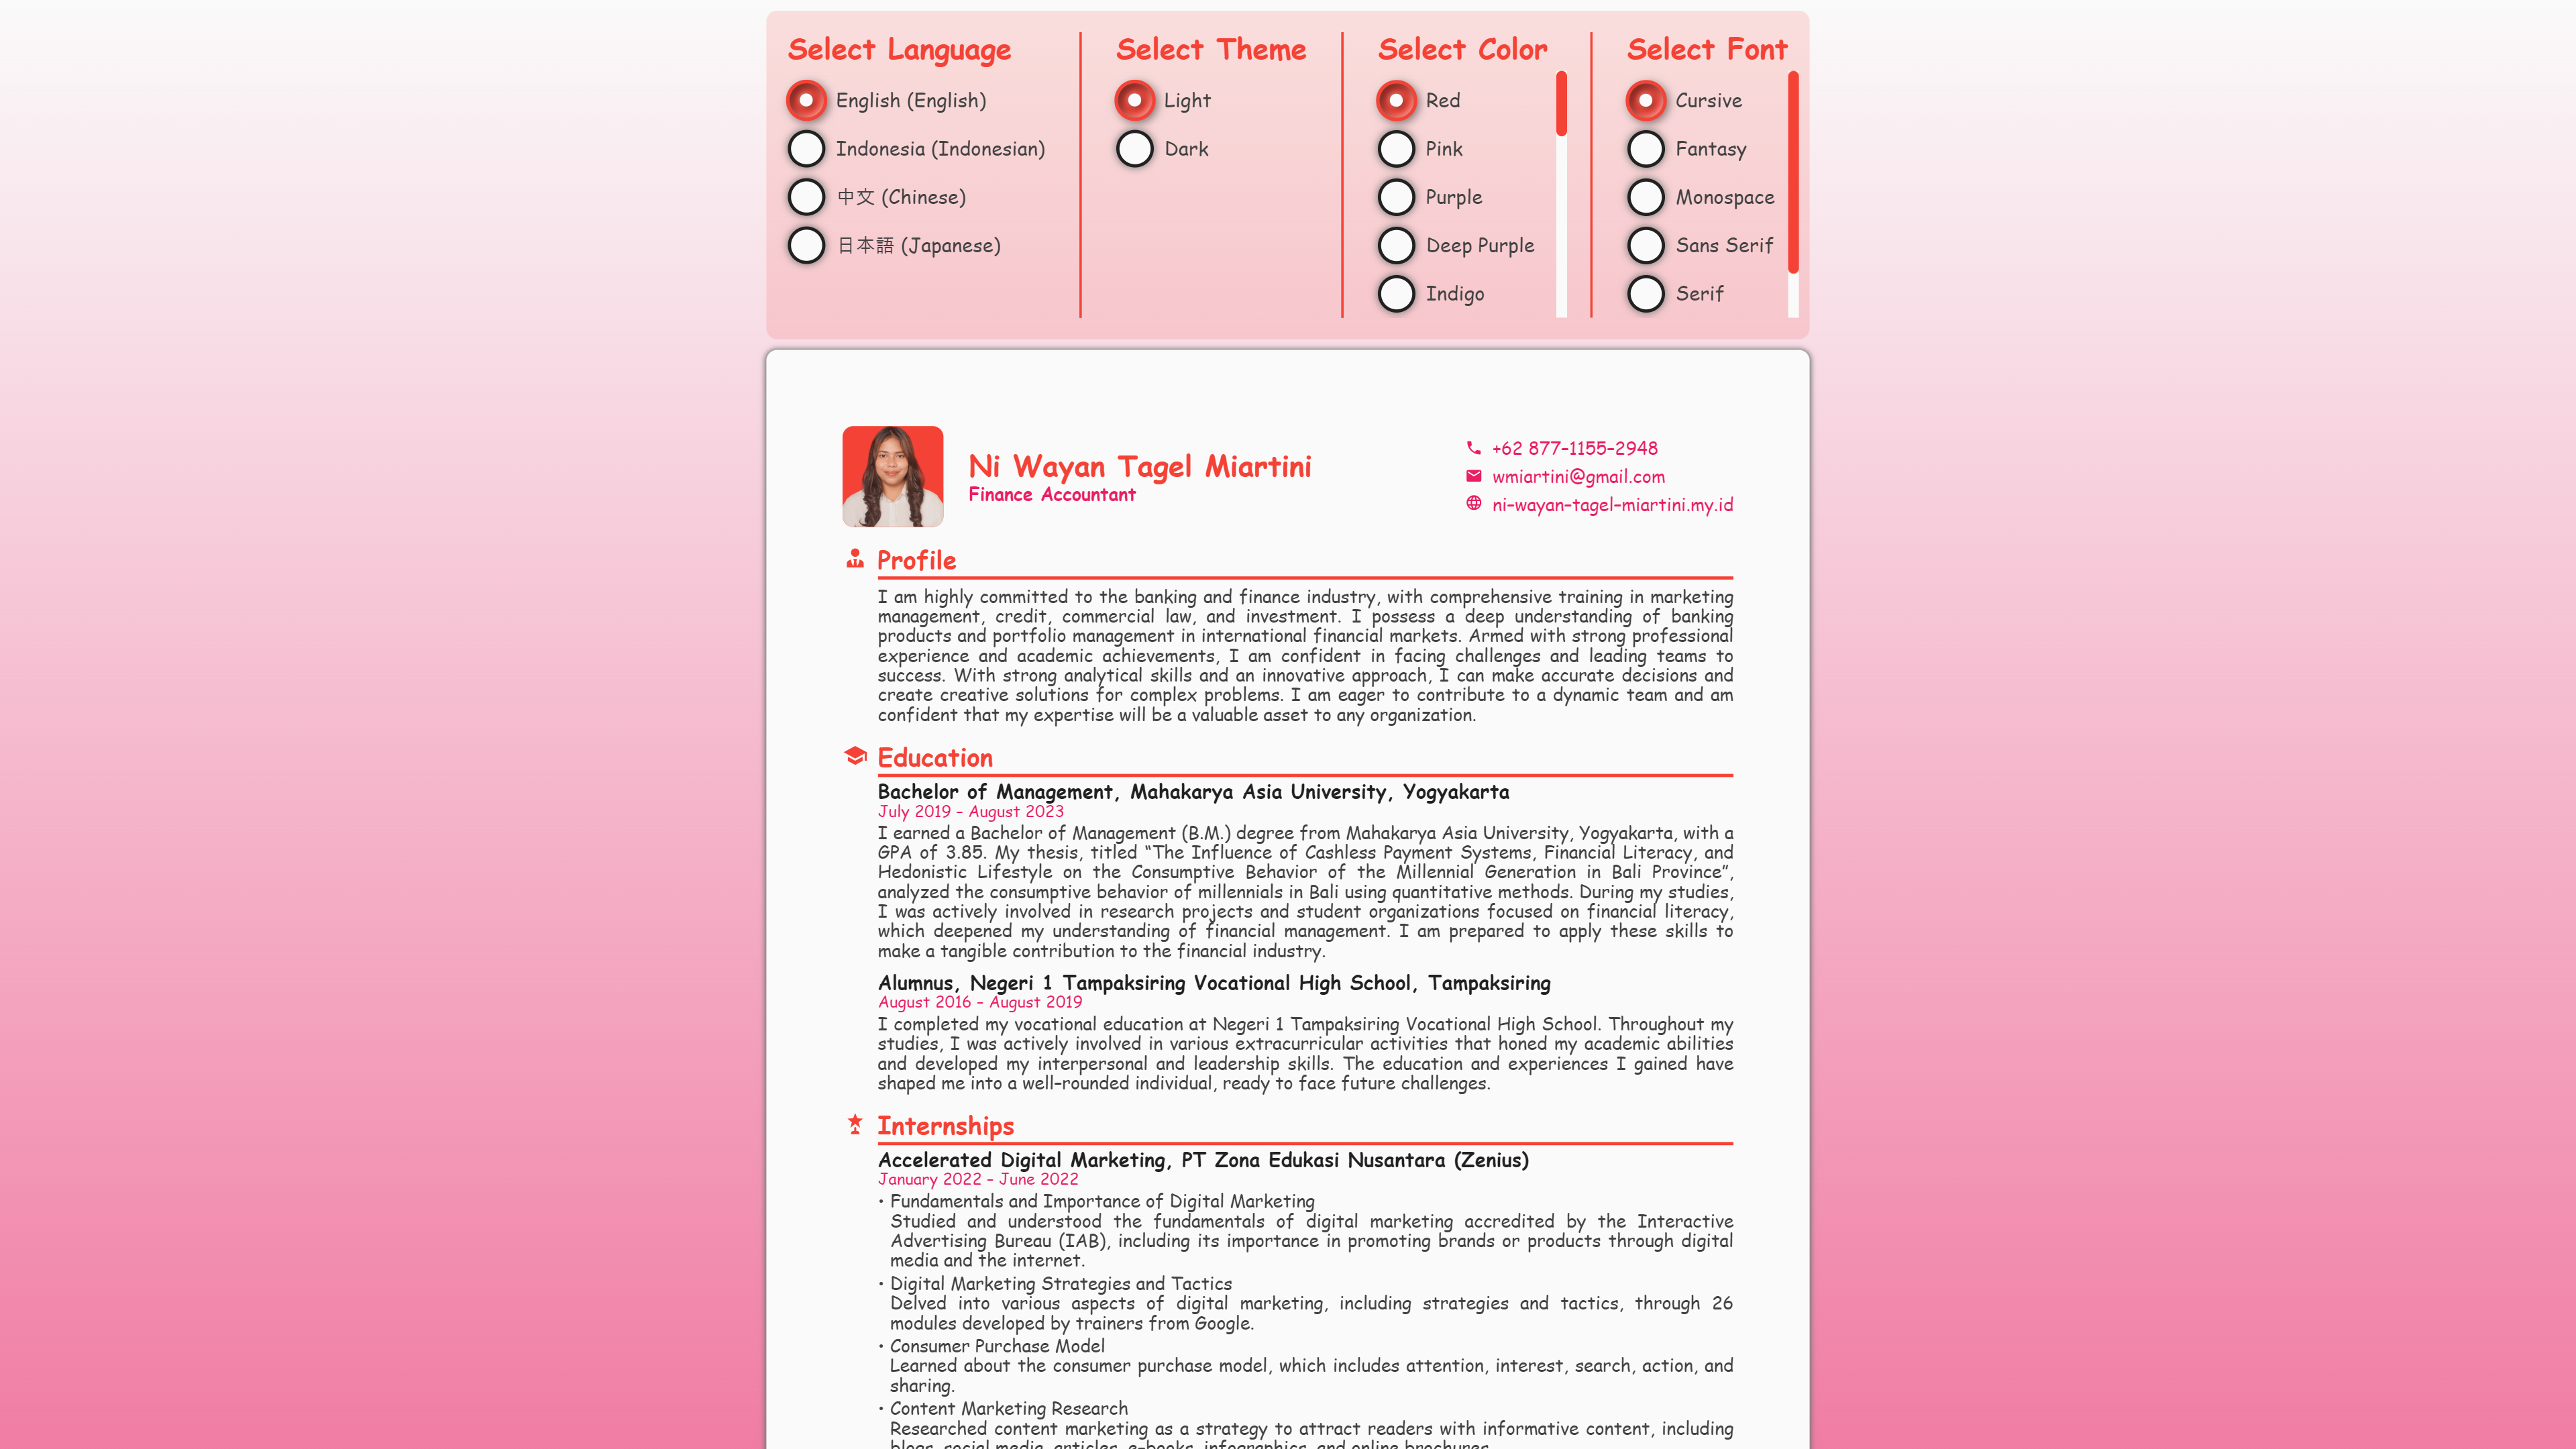 Select Language
English (English)
Indonesia (Indonesian)
中文 (Chinese)
日本語 (Japanese)
Select Theme
Light
Dark
Select Color
Red
Pink
Purple
Deep Purple
Indigo
Select Font
Cursive
Fantasy
Monospace
Sans Serif
Serif
Ni Wayan Tagel Miartini
Finance Accountant
+62 877-1155-2948
wmiartini@gmail.com
ni-wayan-tagel-miartini.my.id
Profile
I am highly committed to the banking and finance industry, with comprehensive training in marketing
management, credit, commercial law, and investment. I possess a deep understanding of banking
products and portfolio management in international financial markets. Armed with strong professional
experience and academic achievements, I am confident in facing challenges and leading teams to
success. With strong analytical skills and an innovative approach, I can make accurate decisions and
create creative solutions for complex problems. I am eager to contribute to a dynamic team and am
confident that my expertise will be a valuable asset to any organization.
Education
Bachelor of Management, Mahakarya Asia University, Yogyakarta
July 2019 – August 2023
I earned a Bachelor of Management (B.M.) degree from Mahakarya Asia University, Yogyakarta, with a
GPA of 3.85. My thesis, titled “The Influence of Cashless Payment Systems, Financial Literacy, and
Hedonistic Lifestyle on the Consumptive Behavior of the Millennial Generation in Bali Province”,
analyzed the consumptive behavior of millennials in Bali using quantitative methods. During my studies,
I was actively involved in research projects and student organizations focused on financial literacy,
which deepened my understanding of financial management. I am prepared to apply these skills to
make a tangible contribution to the financial industry.
Alumnus, Negeri 1 Tampaksiring Vocational High School, Tampaksiring
August 2016 – August 2019
I completed my vocational education at Negeri 1 Tampaksiring Vocational High School. Throughout my
studies, I was actively involved in various extracurricular activities that honed my academic abilities
and developed my interpersonal and leadership skills. The education and experiences I gained have
shaped me into a well-rounded individual, ready to face future challenges.
Internships
Accelerated Digital Marketing, PT Zona Edukasi Nusantara (Zenius)
January 2022 – June 2022
• Fundamentals and Importance of Digital Marketing
Studied and understood the fundamentals of digital marketing accredited by the Interactive
Advertising Bureau (IAB), including its importance in promoting brands or products through digital
media and the internet.
• Digital Marketing Strategies and Tactics
Delved into various aspects of digital marketing, including strategies and tactics, through 26
modules developed by trainers from Google.
• Consumer Purchase Model
Learned about the consumer purchase model, which includes attention, interest, search, action, and
sharing.
• Content Marketing Research
Researched content marketing as a strategy to attract readers with informative content, including
blogs, social media, articles, e-books, infographics, and online brochures.